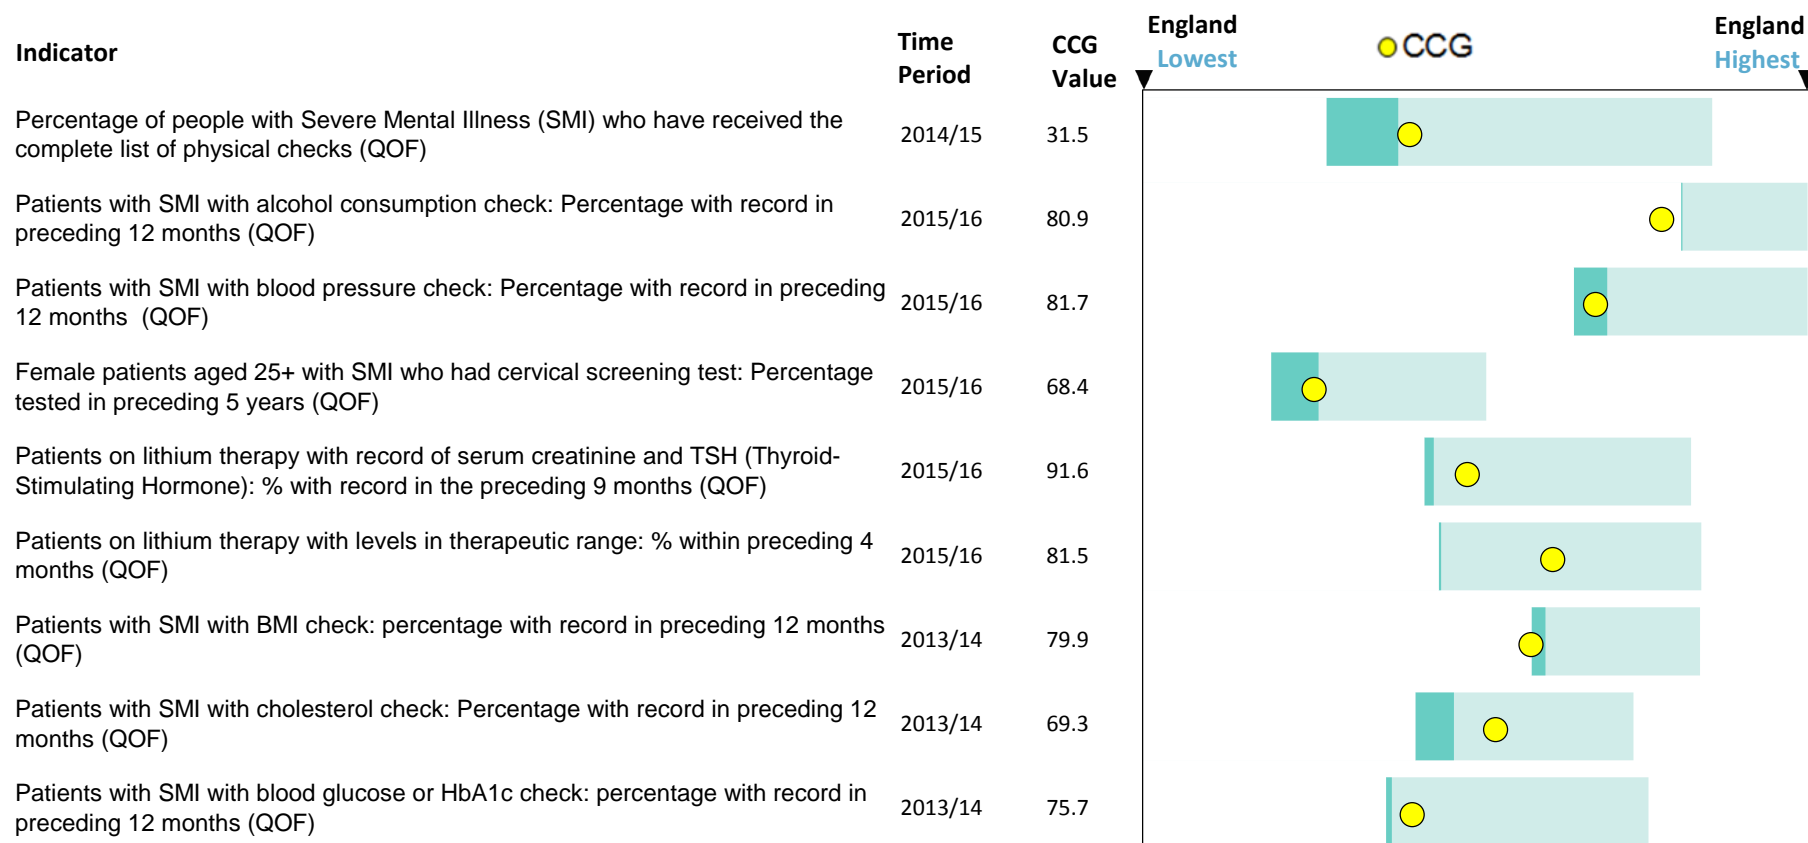 Indicator
Time Period
CCG Value
England Lowest
CCG
England Highest
Percentage of people with Severe Mental Illness (SMI) who have received the
complete list of physical checks (QOF)
2014/15
31.5
Patients with SMI with alcohol consumption check: Percentage with record in
preceding 12 months (QOF)
2015/16
80.9
Patients with SMI with blood pressure check: Percentage with record in preceding
12 months  (QOF)
2015/16
81.7
Female patients aged 25+ with SMI who had cervical screening test: Percentage
tested in preceding 5 years (QOF)
2015/16
68.4
Patients on lithium therapy with record of serum creatinine and TSH (Thyroid-
Stimulating Hormone): % with record in the preceding 9 months (QOF)
2015/16
91.6
Patients on lithium therapy with levels in therapeutic range: % within preceding 4
months (QOF)
2015/16
81.5
Patients with SMI with BMI check: percentage with record in preceding 12 months
(QOF)
2013/14
79.9
Patients with SMI with cholesterol check: Percentage with record in preceding 12
months (QOF)
2013/14
69.3
Patients with SMI with blood glucose or HbA1c check: percentage with record in
preceding 12 months (QOF)
2013/14
75.7